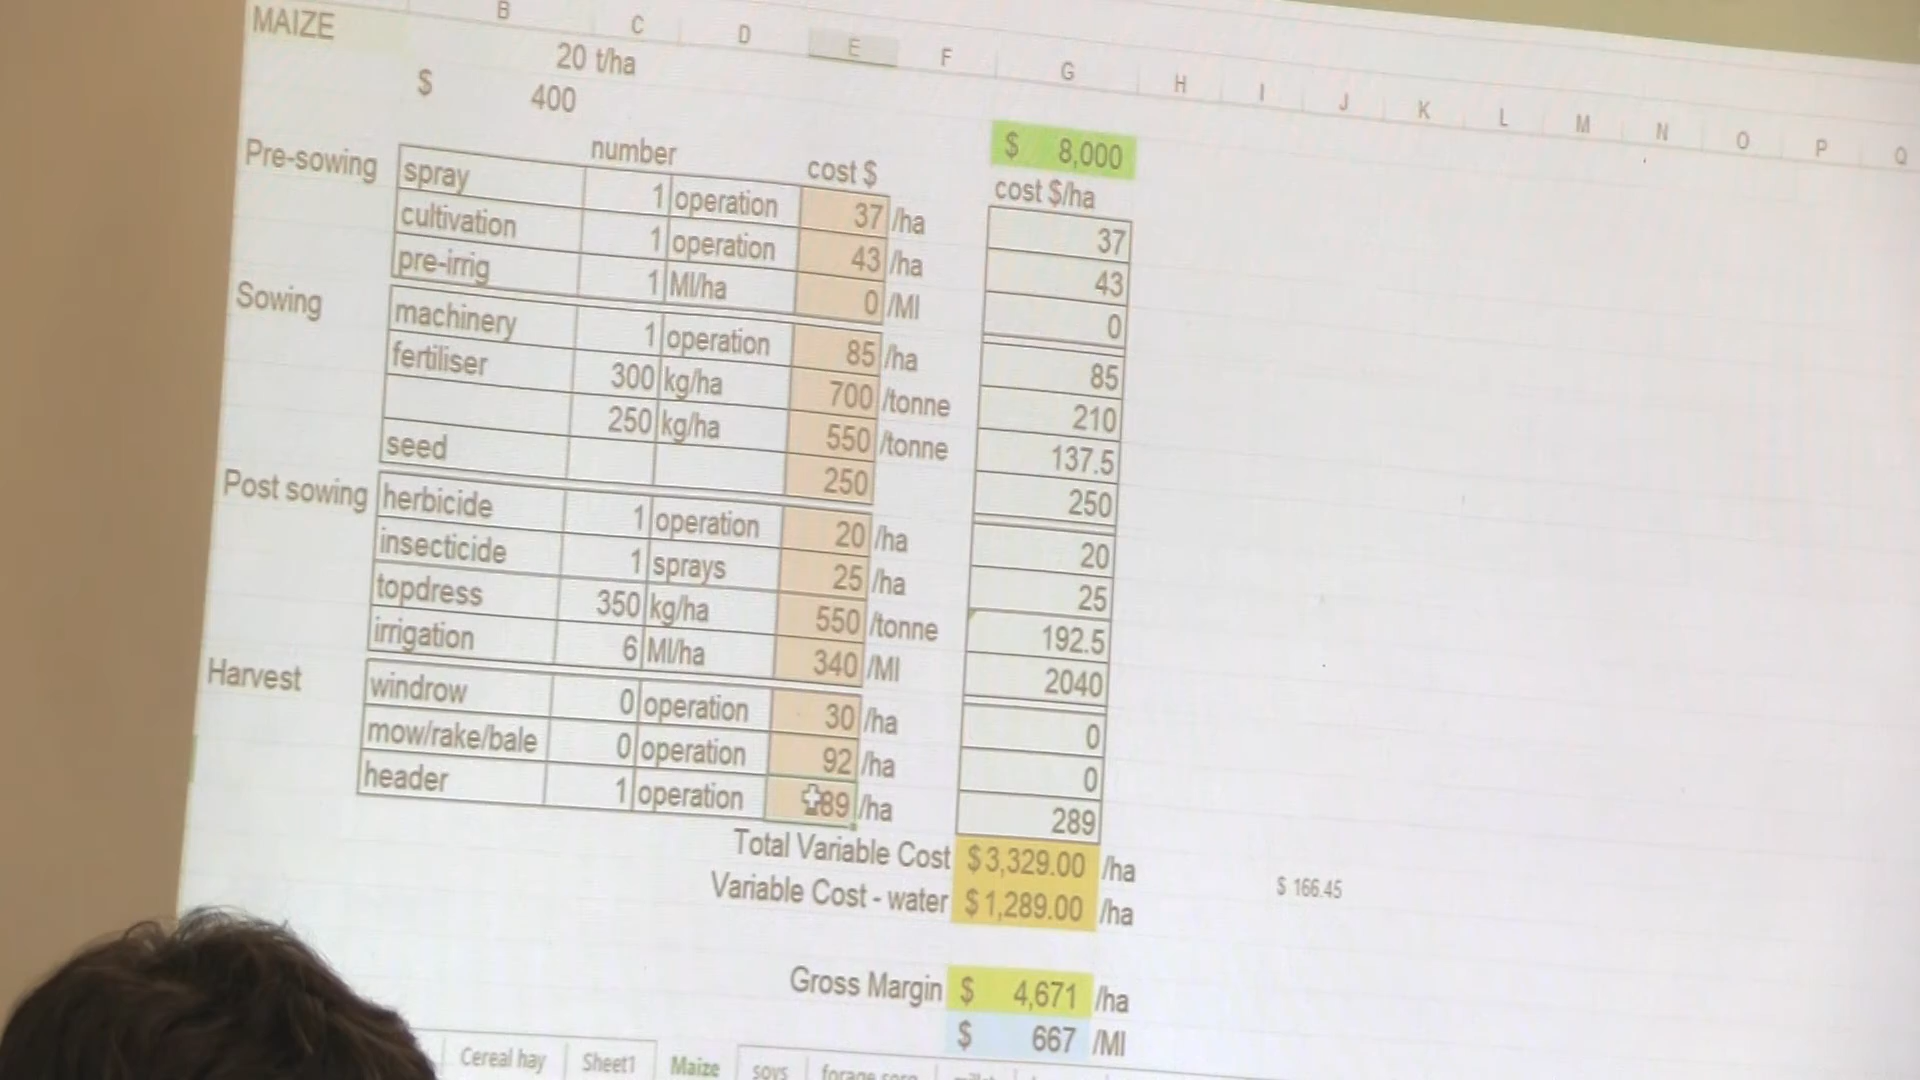 B C D E F G H I J K L M N O P Q
MAIZE
20 t/ha
$ 400
$ 8,000
number cost $ cost $/ha
Pre-sowing spray 1 operation 37 /ha 37
cultivation 1 operation 43 /ha 43
pre-irrig 1 Ml/ha 0 /Ml 0
Sowing machinery 1 operation 85 /ha 85
fertiliser 300 kg/ha 700 /tonne 210
250 kg/ha 550 /tonne 137.5
seed 250 250
Post sowing herbicide 1 operation 20 /ha 20
insecticide 1 sprays 25 /ha 25
topdress 350 kg/ha 550 /tonne 192.5
irrigation 6 Ml/ha 340 /Ml 2040
Harvest windrow 0 operation 30 /ha 0
mow/rake/bale 0 operation 92 /ha 0
header 1 operation 89 /ha 289
Total Variable Cost $3,329.00 /ha $ 166.45
Variable Cost - water $1,289.00 /ha
Gross Margin $ 4,671 /ha
$ 667 /Ml
Cereal hay Sheet1 Maize soys